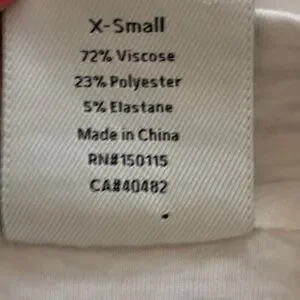 X-Small
72% Viscose
23% Polyester
5% Elastane
Made in China
RN#150115
CA#40482